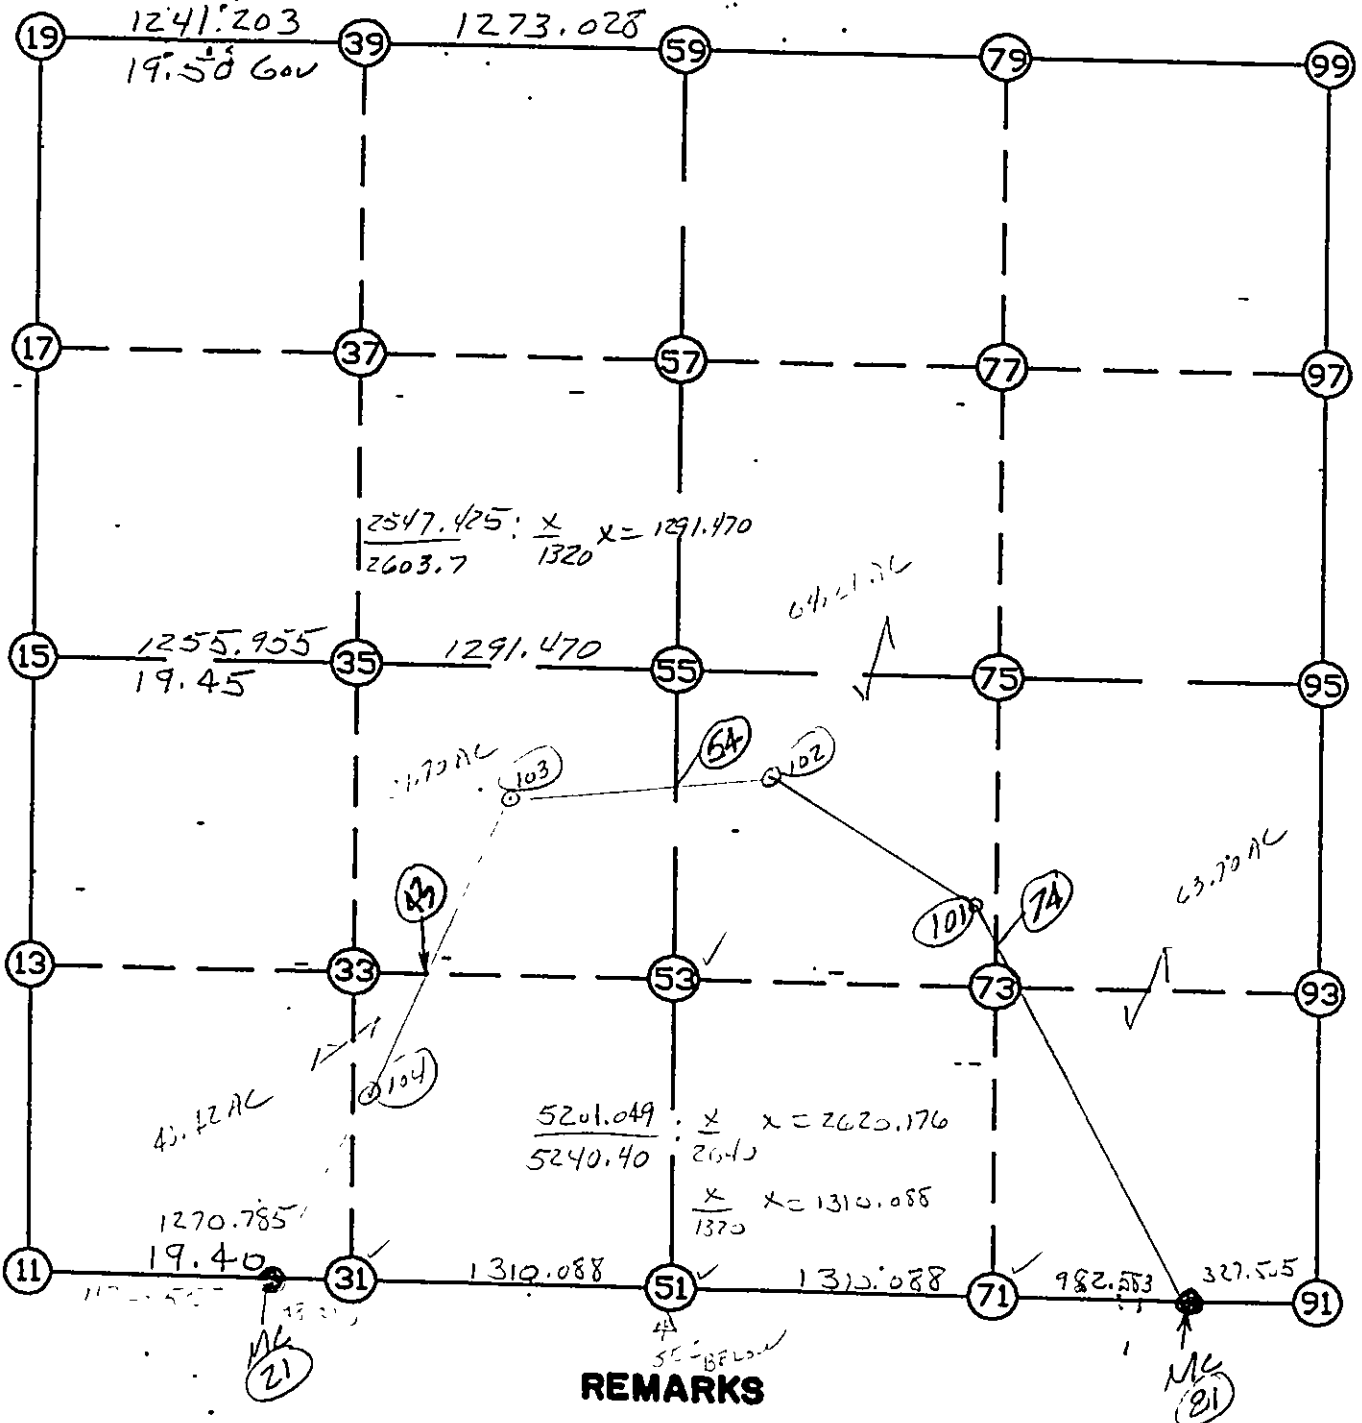 19 1241.203 39 1273.028 59 79 99
19.50 Gov
17 37 57 77 97
2547.425 : x x = 1291.470
2603.7 1320
15 1255.955 35 1291.470 55 75 95
19.45
54 102
103
63.70 AC
43 101 74
13 33 53 73 93
104
5201.049 : x x = 2620.176
5240.40 2640
x x = 1310.088
1320
1270.785
19.40
11 31 1310.088 51 1310.088 71 982.583 327.505 91
BELOW
MC MC
21 81
REMARKS